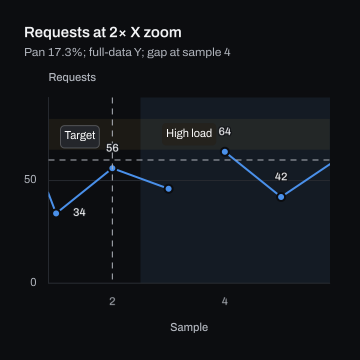 Requests at 2× X zoom
Pan 17.3%; full-data Y; gap at sample 4
Requests
Target
High load
64
56
50
42
34
0
2
4
Sample